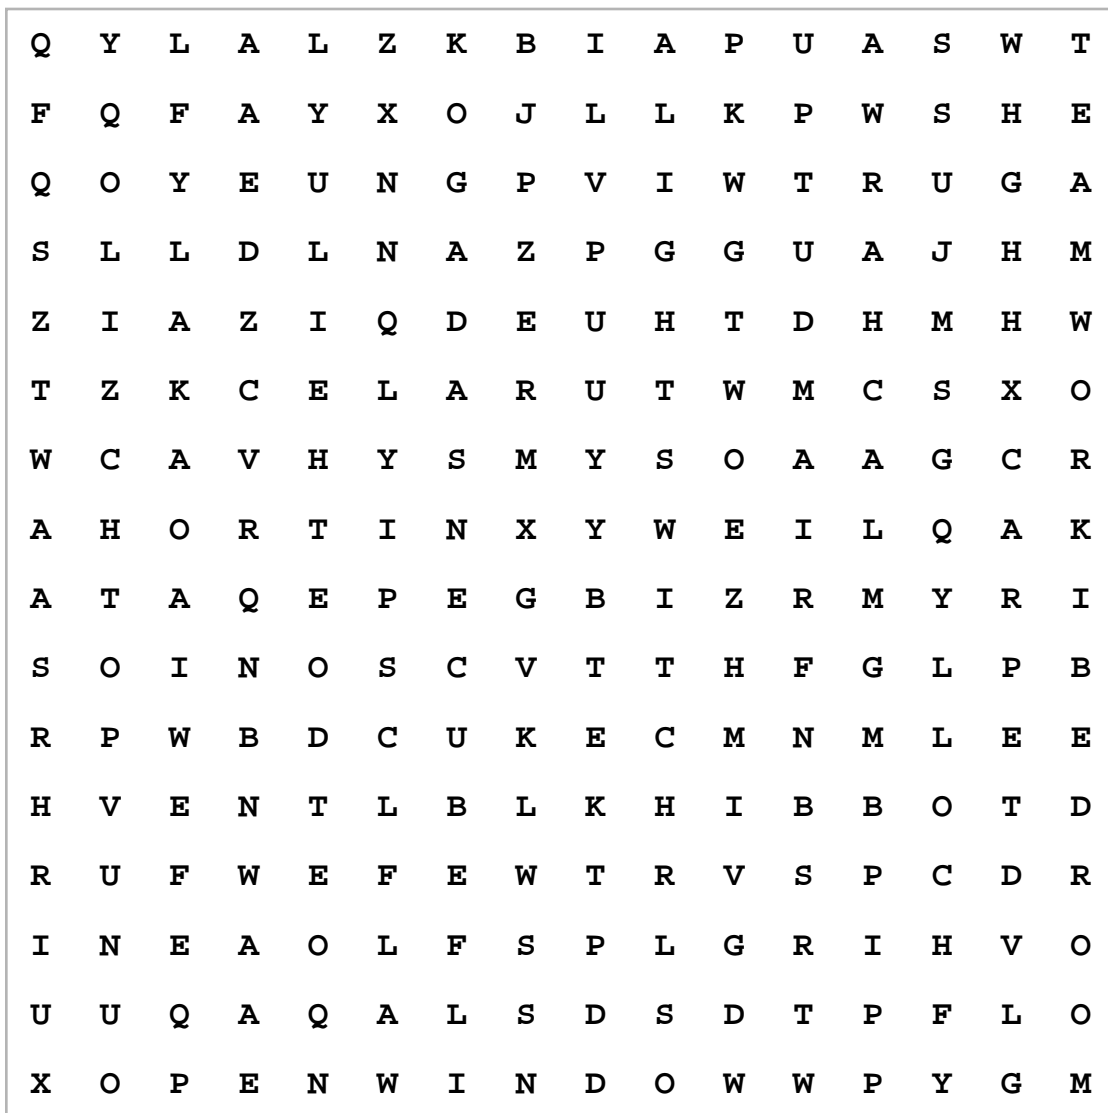 Q Y L A L Z K B I A P U A S W T
F Q F A Y X O J L L K P W S H E
Q O Y E U N G P V I W T R U G A
S L L D L N A Z P G G U A J H M
Z I A Z I Q D E U H T D H M H W
T Z K C E L A R U T W M C S X O
W C A V H Y S M Y S O A A G C R
A H O R T I N X Y W E I L Q A K
A T A Q E P E G B I Z R M Y R I
S O I N O S C V T T H F G L P B
R P W B D C U K E C M N M L E E
H V E N T L B L K H I B B O T D
R U F W E F E W T R V S P C D R
I N E A O L F S P L G R I H V O
U U Q A Q A L S D S D T P F L O
X O P E N W I N D O W W P Y G M